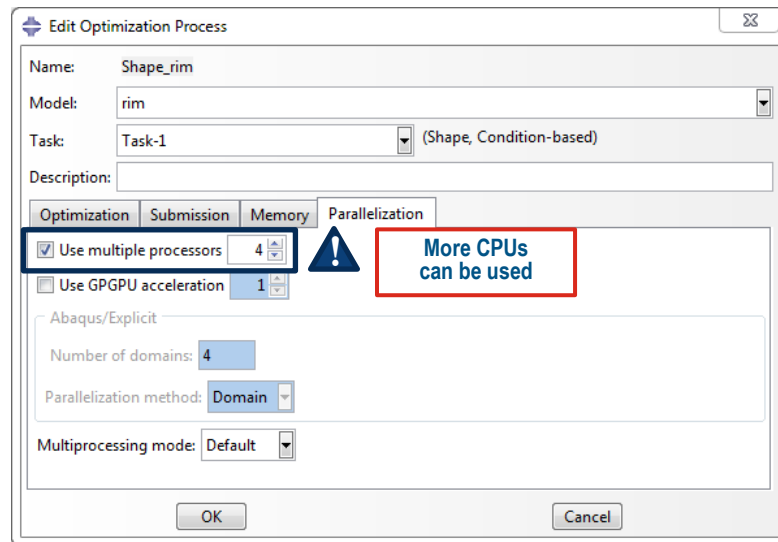 Edit Optimization Process
Name: Shape_rim
Model: rim
Task: Task-1 (Shape, Condition-based)
Description:
Optimization Submission Memory Parallelization
Use multiple processors 4
More CPUs
can be used
Use GPGPU acceleration 1
Abaqus/Explicit
Number of domains: 4
Parallelization method: Domain
Multiprocessing mode: Default
OK Cancel